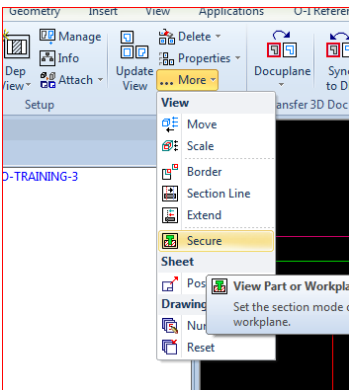 Geometry Insert View Applications O-I Referen
Manage Delete
Info Properties
Dep View Attach Update View ... More Docuplane Sync to D
Setup View ansfer 3D Doc
Move
Scale
D-TRAINING-3
Border
Section Line
Extend
Secure
Sheet
Pos View Part or Workpla
Drawing Set the section mode
Nur workplane.
Reset